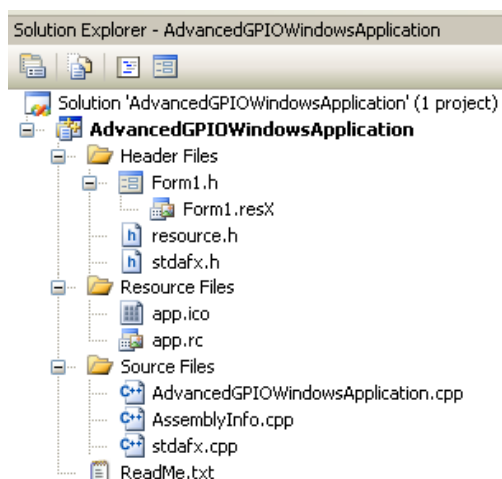 Solution Explorer - AdvancedGPIOWindowsApplication
Solution 'AdvancedGPIOWindowsApplication' (1 project)
AdvancedGPIOWindowsApplication
Header Files
Form1.h
Form1.resX
resource.h
stdafx.h
Resource Files
app.ico
app.rc
Source Files
AdvancedGPIOWindowsApplication.cpp
AssemblyInfo.cpp
stdafx.cpp
ReadMe.txt